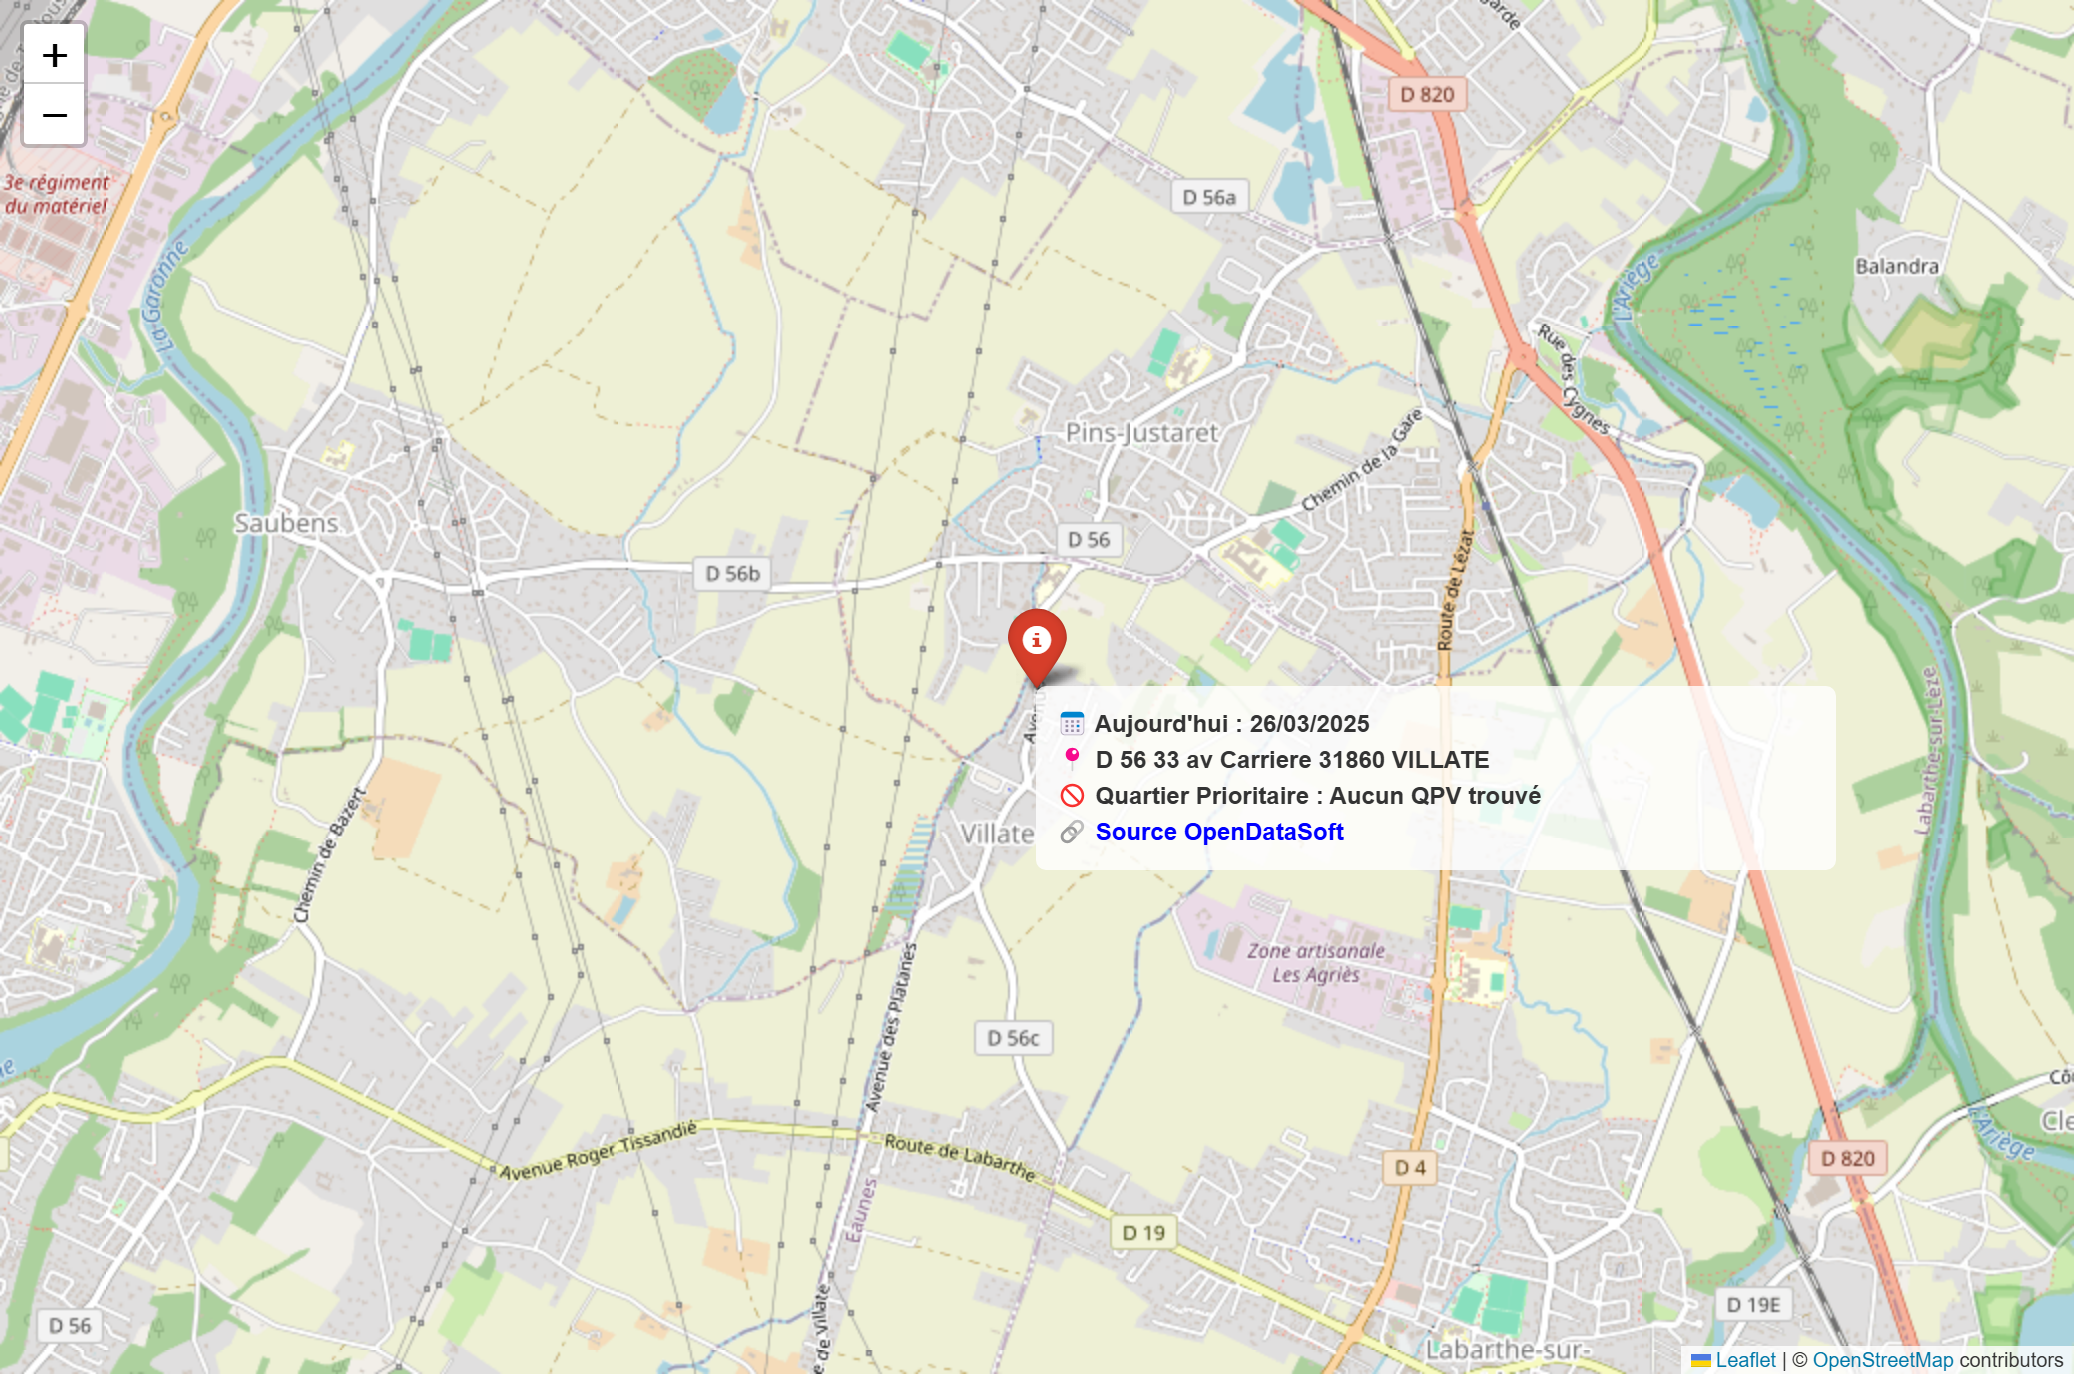 +
−
3e régiment
du matériel
La Garonne
D 820
D 56a
L'Ariège
Balandra
Rue des Cygnes
Pins-Justaret
Chemin de la Gare
Saubens
D 56
D 56b
Route de Lézat
Aujourd'hui : 26/03/2025
D 56 33 av Carriere 31860 VILLATE
Quartier Prioritaire : Aucun QPV trouvé
Source OpenDataSoft
Labarthe-sur-Lèze
Chemin de Bazert
Villate
Zone artisanale
Les Agriès
Avenue des Platanes
D 56c
Avenue Roger Tissandié
Route de Labarthe
L'Ariège
D 4
D 820
Eaunes
D 19
D 19E
D 56
e de Villate
Labarthe-sur-
Leaflet | © OpenStreetMap contributors